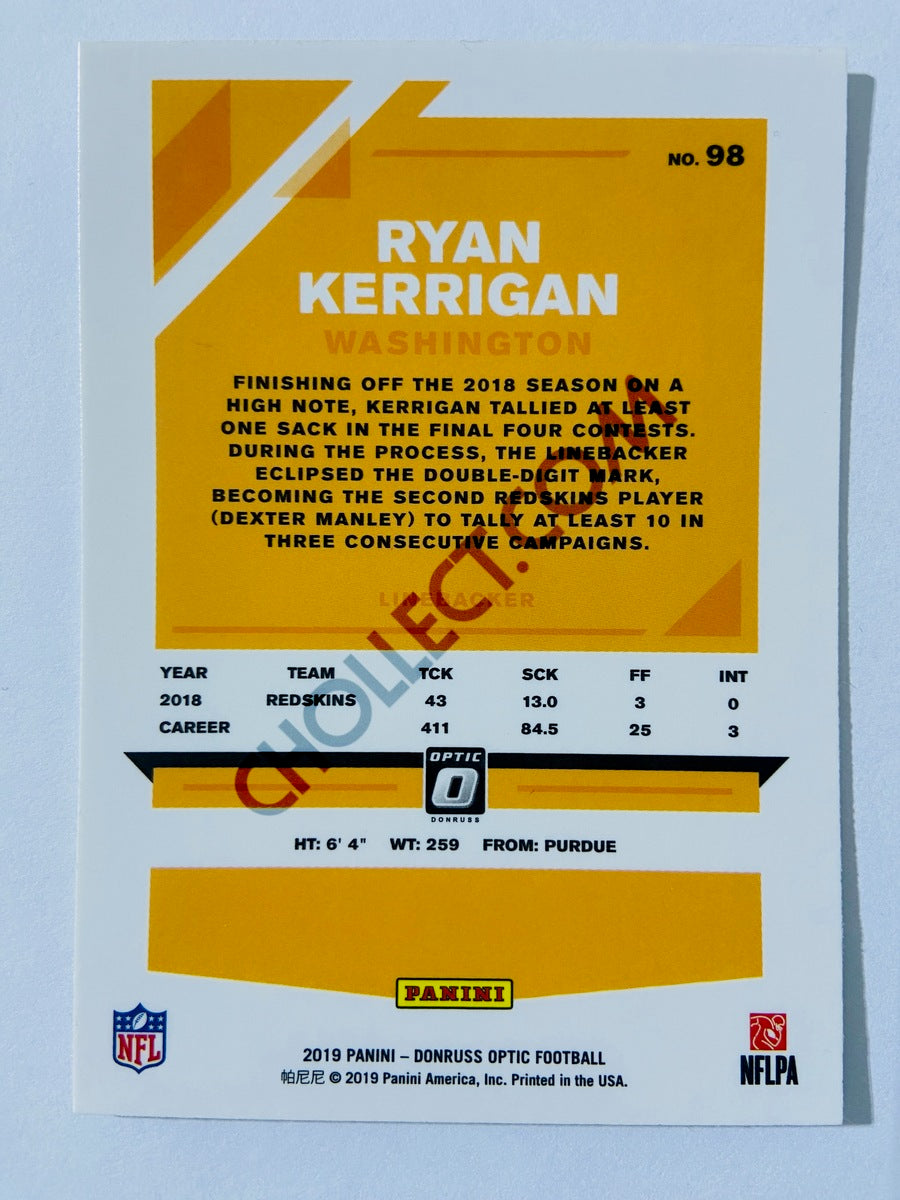 NO. 98
RYAN
KERRIGAN
WASHINGTON
FINISHING OFF THE 2018 SEASON ON A
HIGH NOTE, KERRIGAN TALLIED AT LEAST
ONE SACK IN THE FINAL FOUR CONTESTS.
DURING THE PROCESS, THE LINEBACKER
ECLIPSED THE DOUBLE-DIGIT MARK,
BECOMING THE SECOND REDSKINS PLAYER
(DEXTER MANLEY) TO TALLY AT LEAST 10 IN
THREE CONSECUTIVE CAMPAIGNS.
LINEBACKER
CHOLLECT.COM
YEAR TEAM TCK SCK FF INT
2018 REDSKINS 43 13.0 3 0
CAREER 411 84.5 25 3
OPTIC
O
DONRUSS
HT: 6' 4" WT: 259 FROM: PURDUE
PANINI
NFL
NFLPA
2019 PANINI – DONRUSS OPTIC FOOTBALL
帕尼尼 © 2019 Panini America, Inc. Printed in the USA.